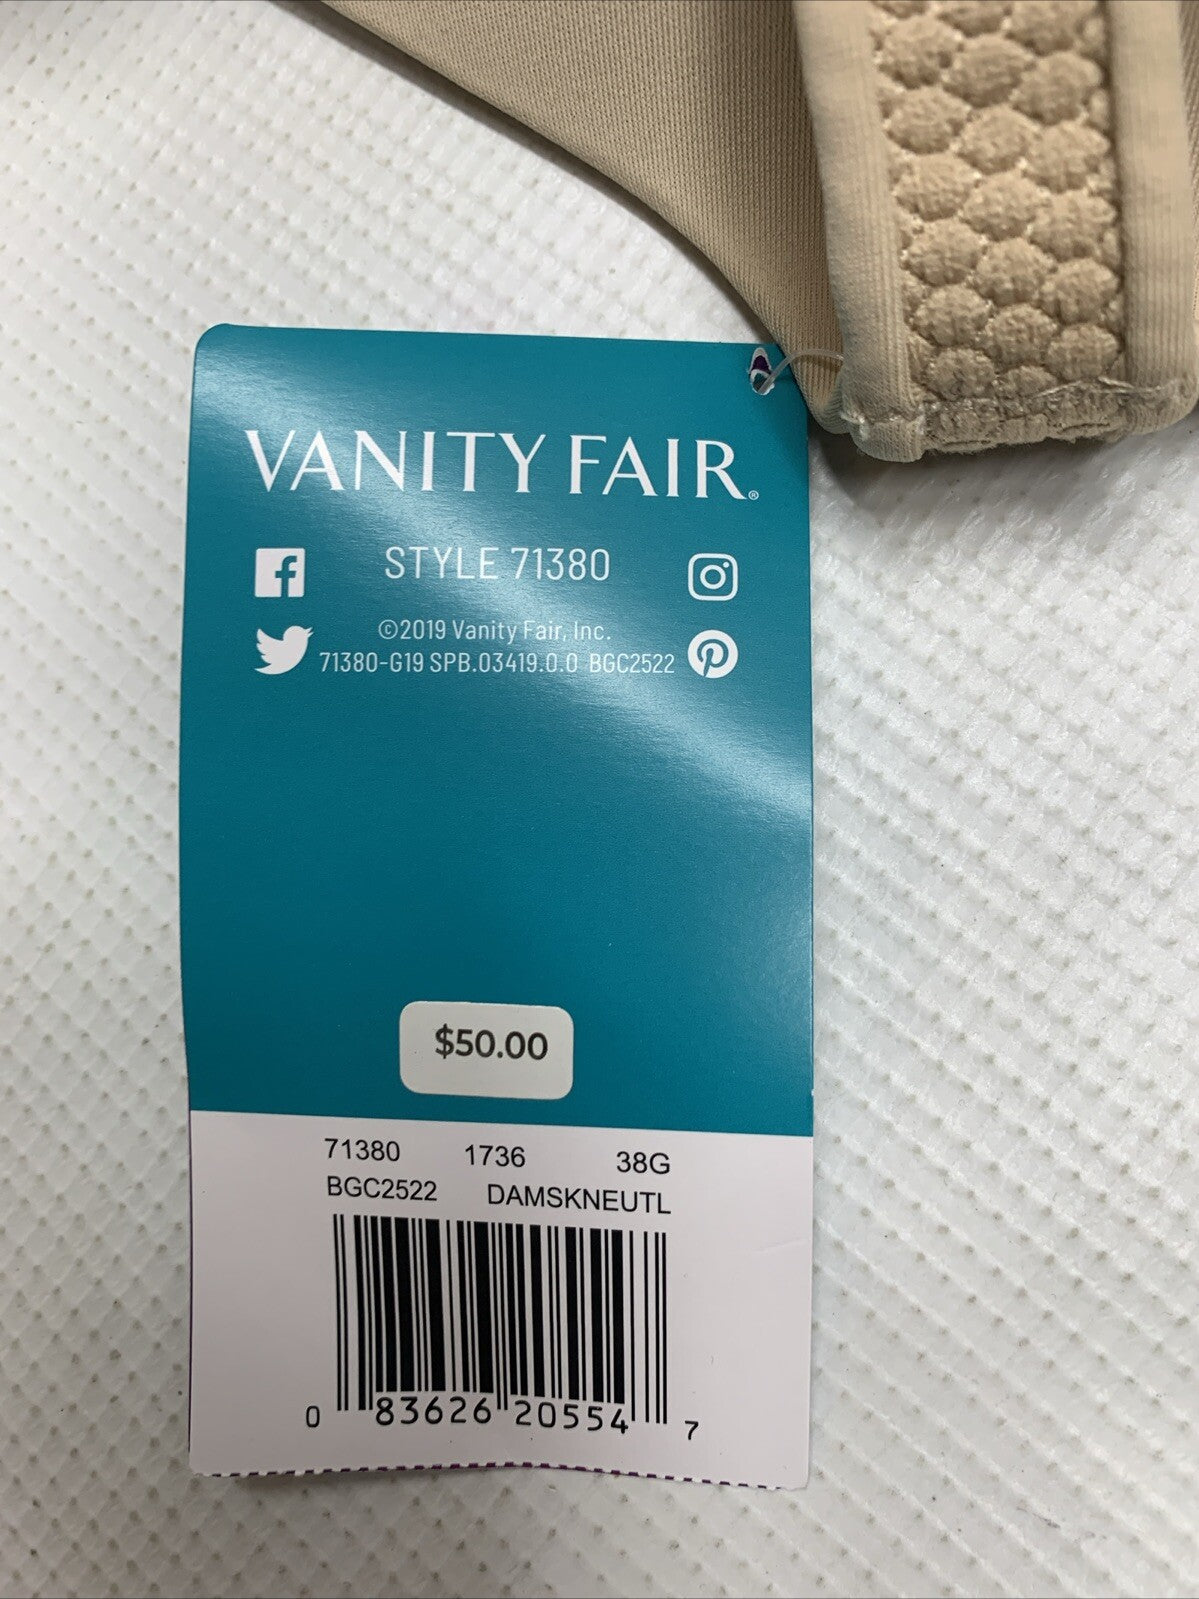 VANITY FAIR®
STYLE 71380
©2019 Vanity Fair, Inc.
71380-G19 SPB.03419.0.0 BGC2522
$50.00
71380 1736 38G
BGC2522 DAMSKNEUTL
0 83626 20554 7